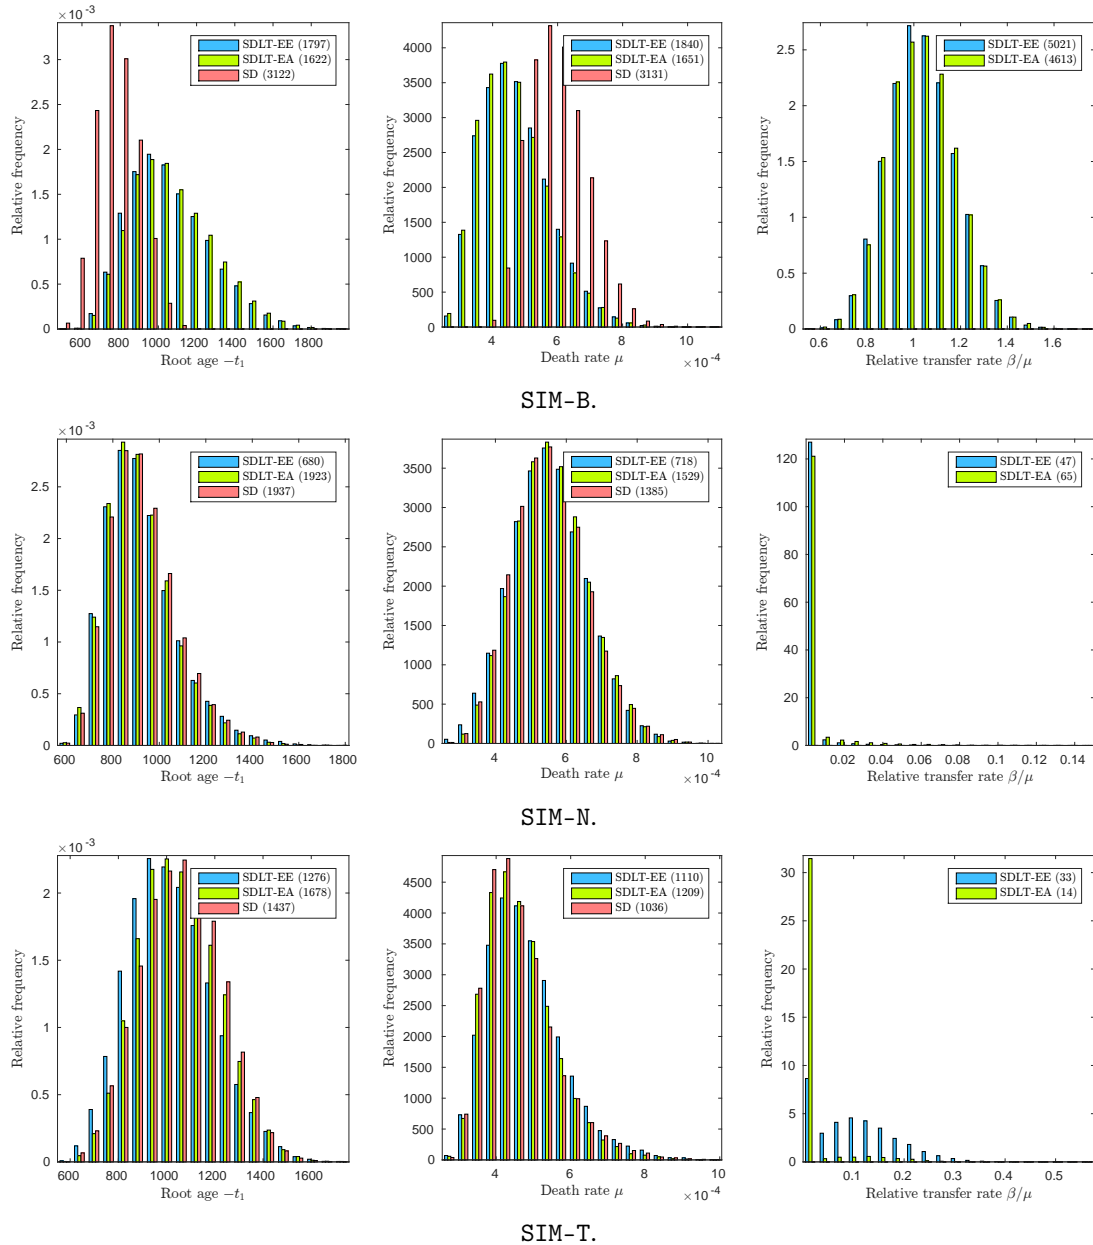 ×10⁻³
SDLT-EE (1797)
SDLT-EA (1622)
SD (3122)
Relative frequency
3
2.5
2
1.5
1
0.5
0
600 800 1000 1200 1400 1600 1800
Root age −t₁
SDLT-EE (1840)
SDLT-EA (1651)
SD (3131)
Relative frequency
4000
3500
3000
2500
2000
1500
1000
500
0
4 6 8 10
Death rate μ
×10⁻⁴
SDLT-EE (5021)
SDLT-EA (4613)
Relative frequency
2.5
2
1.5
1
0.5
0
0.6 0.8 1 1.2 1.4 1.6
Relative transfer rate β/μ
SIM-B.
×10⁻³
SDLT-EE (680)
SDLT-EA (1923)
SD (1937)
Relative frequency
2.5
2
1.5
1
0.5
0
600 800 1000 1200 1400 1600 1800
Root age −t₁
SDLT-EE (718)
SDLT-EA (1529)
SD (1385)
Relative frequency
3500
3000
2500
2000
1500
1000
500
0
4 6 8 10
Death rate μ
×10⁻⁴
SDLT-EE (47)
SDLT-EA (65)
Relative frequency
120
100
80
60
40
20
0
0.02 0.04 0.06 0.08 0.1 0.12 0.14
Relative transfer rate β/μ
SIM-N.
×10⁻³
SDLT-EE (1276)
SDLT-EA (1678)
SD (1437)
Relative frequency
2
1.5
1
0.5
0
600 800 1000 1200 1400 1600
Root age −t₁
SDLT-EE (1110)
SDLT-EA (1209)
SD (1036)
Relative frequency
4500
4000
3500
3000
2500
2000
1500
1000
500
0
4 6 8 10
Death rate μ
×10⁻⁴
SDLT-EE (33)
SDLT-EA (14)
Relative frequency
30
25
20
15
10
5
0
0.1 0.2 0.3 0.4 0.5
Relative transfer rate β/μ
SIM-T.